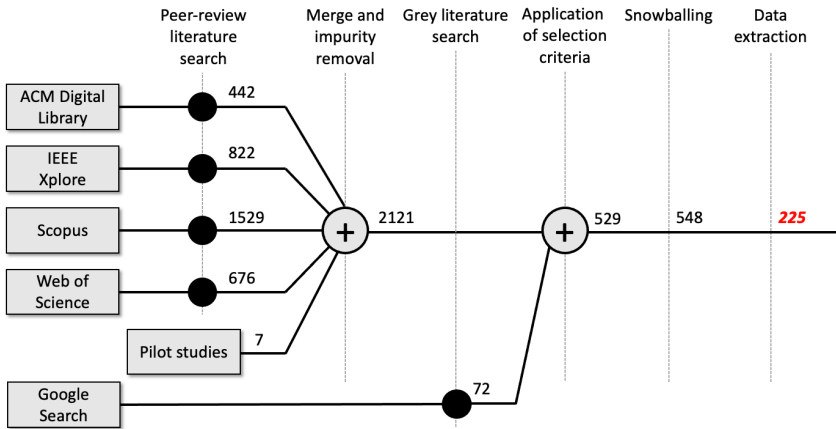 Peer-review
literature
search
Merge and
impurity
removal
Grey literature
search
Application
of selection
criteria
Snowballing
Data
extraction
ACM Digital
Library
442
IEEE
Xplore
822
Scopus
1529
+
2121
+
529
548
225
Web of
Science
676
Pilot studies
7
Google
Search
72